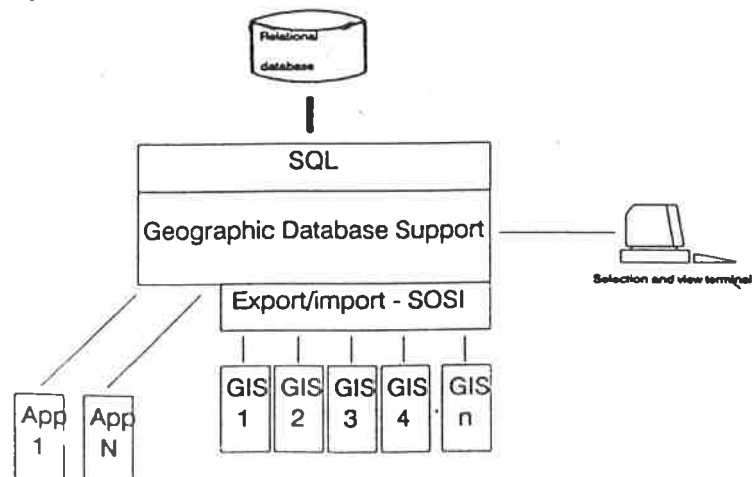 Relational
database
SQL
Geographic Database Support
Selection and view terminal
Export/import - SOSI
App
1
App
N
GIS
1
GIS
2
GIS
3
GIS
4
GIS
n